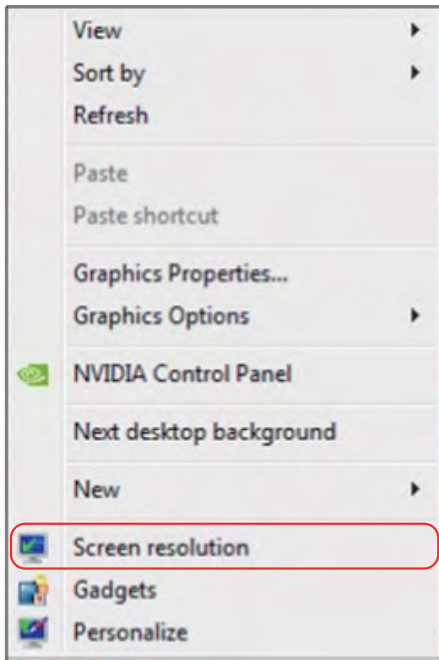 View
Sort by
Refresh
Paste
Paste shortcut
Graphics Properties...
Graphics Options
NVIDIA Control Panel
Next desktop background
New
Screen resolution
Gadgets
Personalize